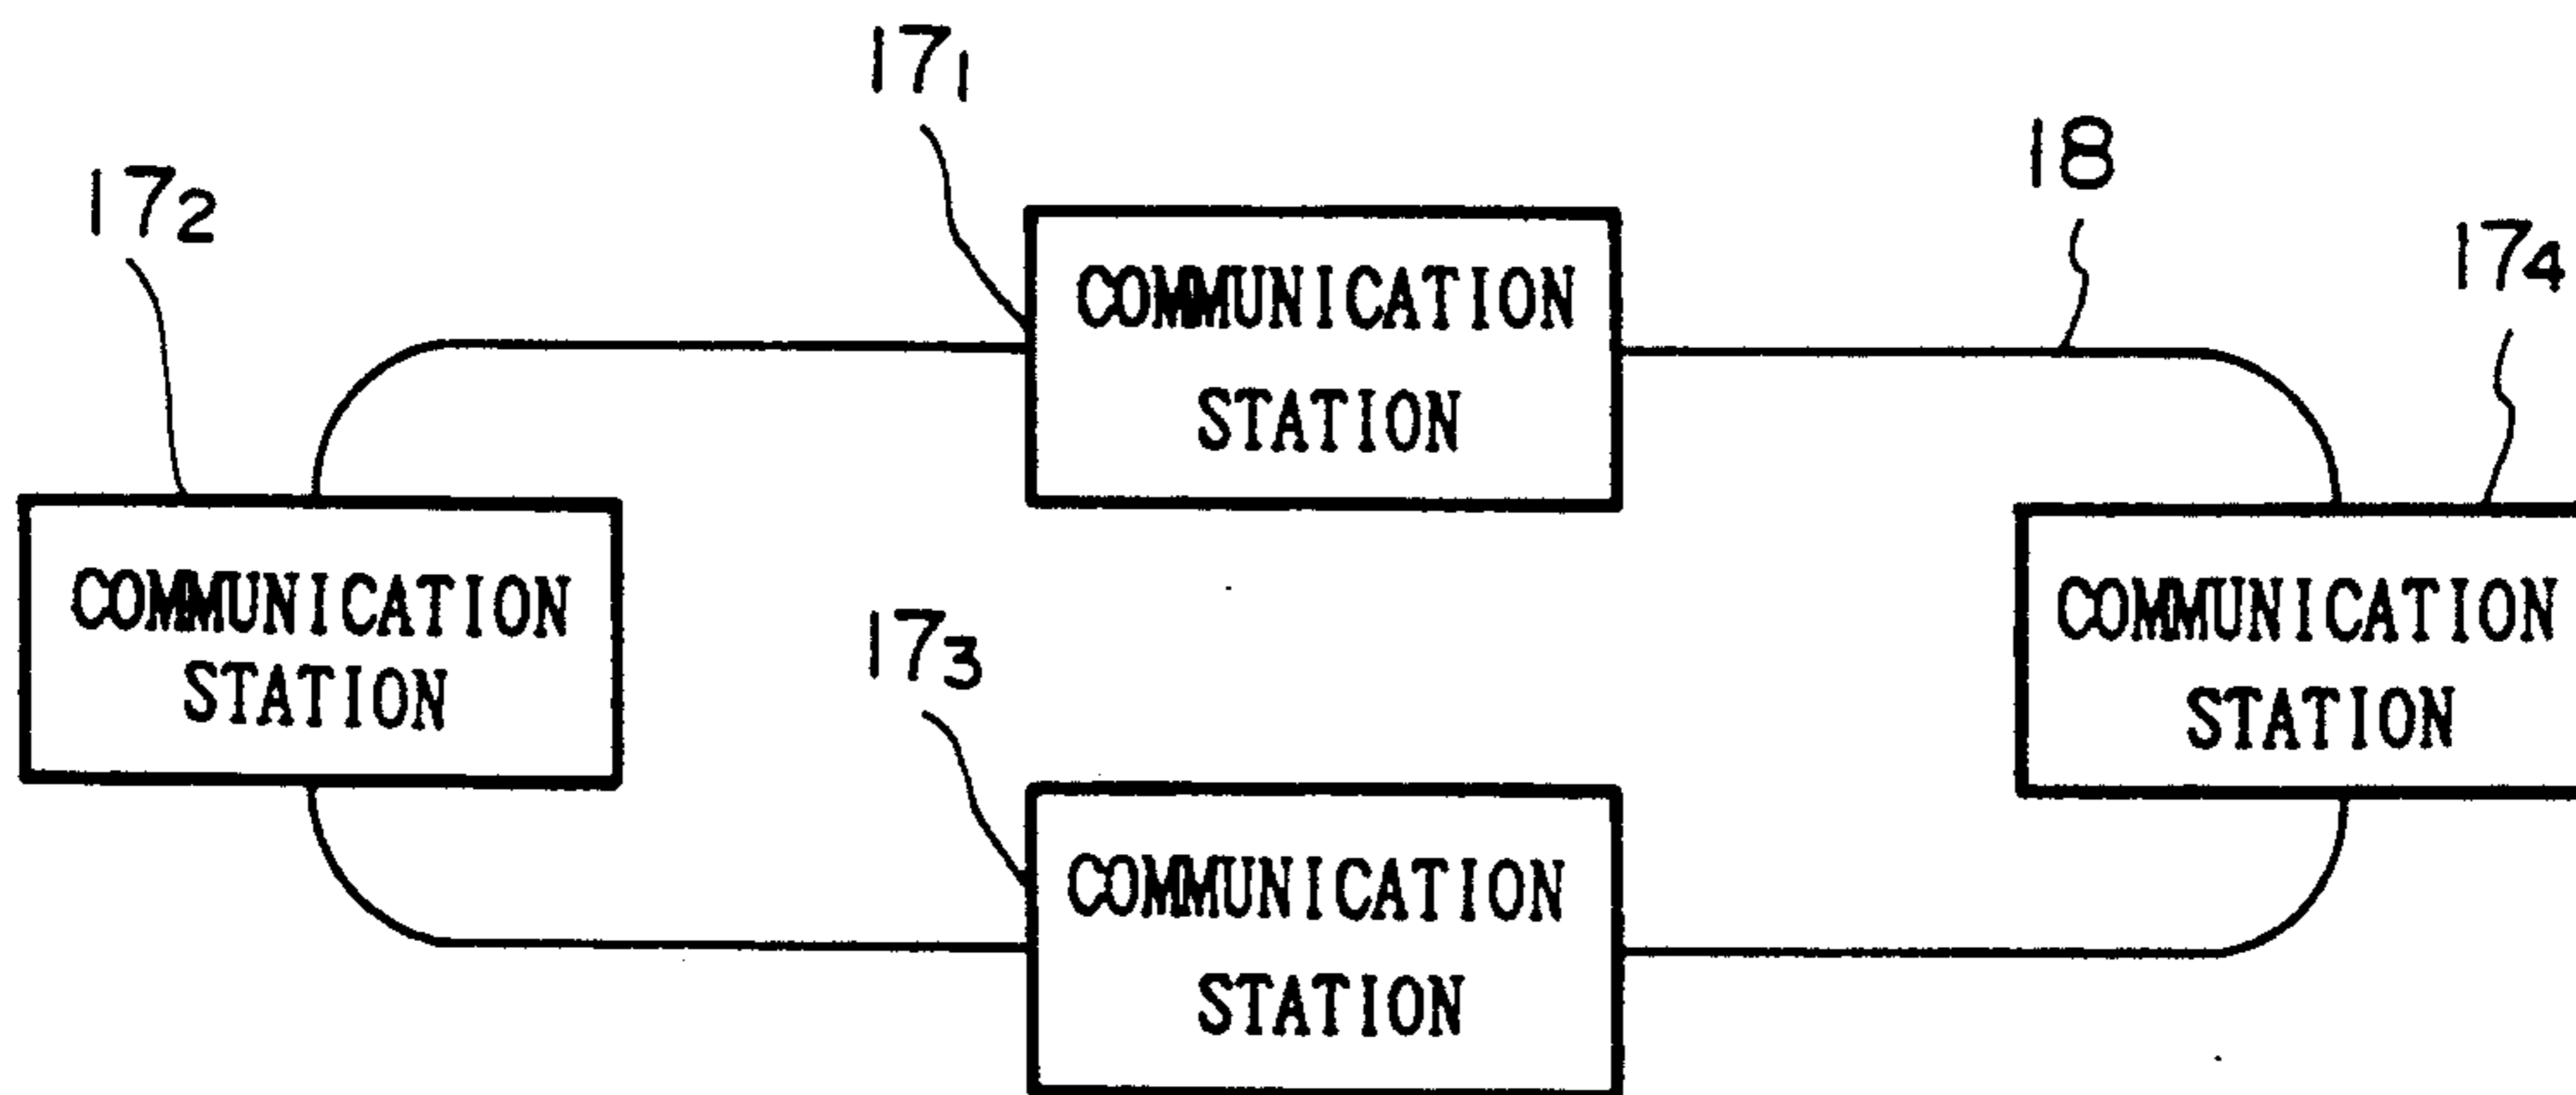 17₁
18
17₂
17₄
COMMUNICATION
STATION
COMMUNICATION
STATION
COMMUNICATION
STATION
17₃
COMMUNICATION
STATION